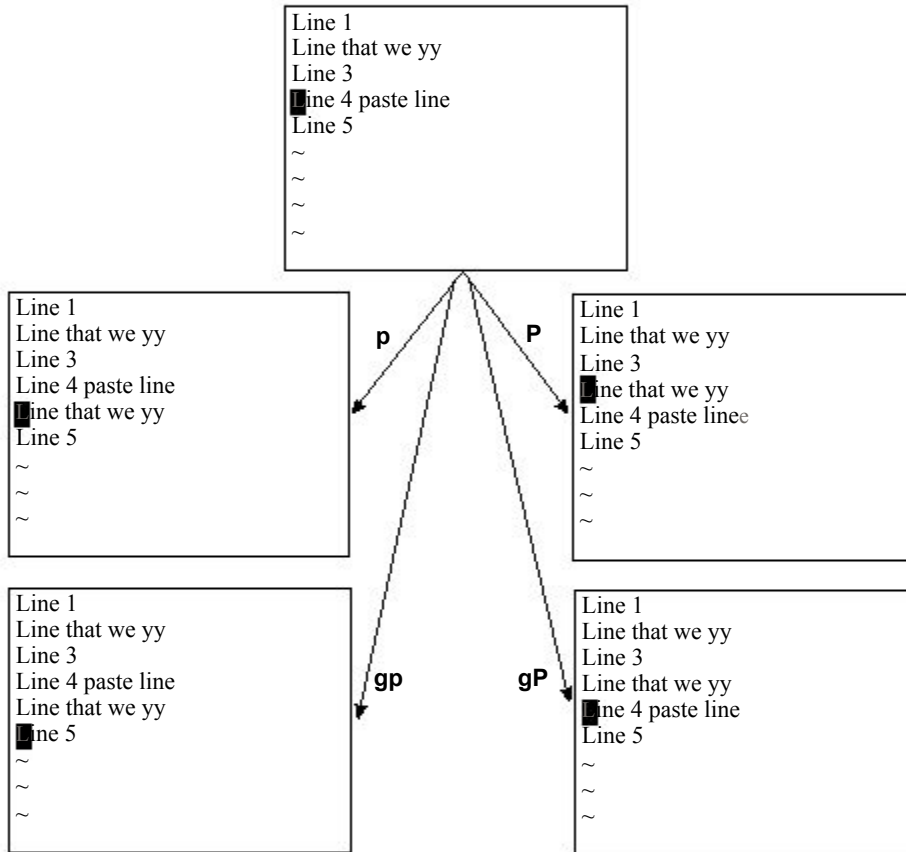 Line 1
Line that we yy
Line 3
Line 4 paste line
Line 5
~
~
~
~
p
P
Line 1
Line that we yy
Line 3
Line 4 paste line
Line that we yy
Line 5
~
~
~
Line 1
Line that we yy
Line 3
Line that we yy
Line 4 paste linee
Line 5
~
~
~
gp
gP
Line 1
Line that we yy
Line 3
Line 4 paste line
Line that we yy
Line 5
~
~
~
Line 1
Line that we yy
Line 3
Line that we yy
Line 4 paste line
Line 5
~
~
~